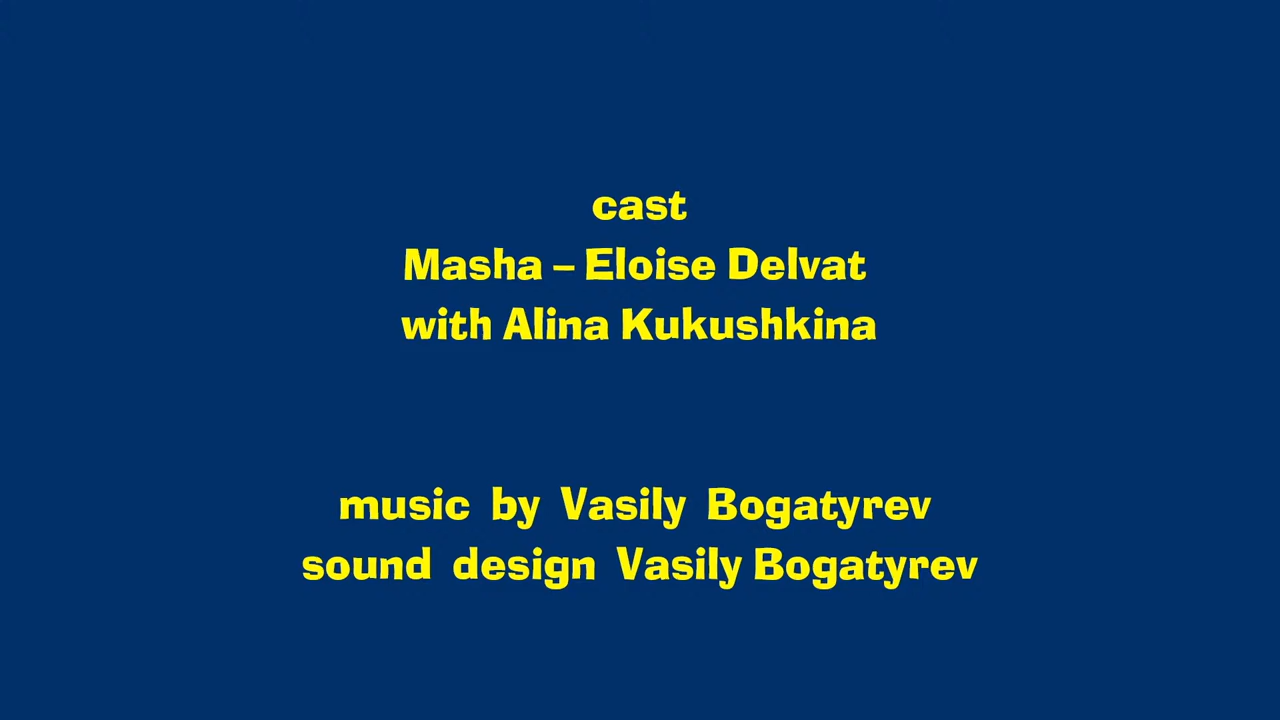 cast
Masha – Eloise Delvat
with Alina Kukushkina
music by Vasily Bogatyrev
sound design Vasily Bogatyrev